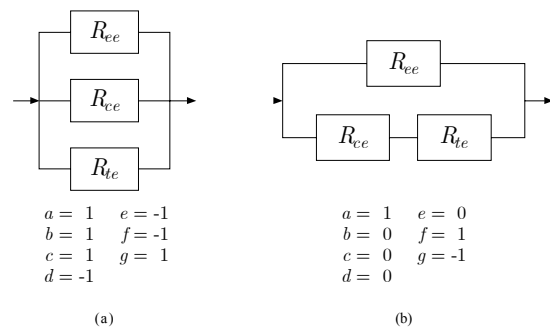 R_ee
R_ce
R_te
a = 1 e = -1
b = 1 f = -1
c = 1 g = 1
d = -1
(a)
R_ee
R_ce R_te
a = 1 e = 0
b = 0 f = 1
c = 0 g = -1
d = 0
(b)